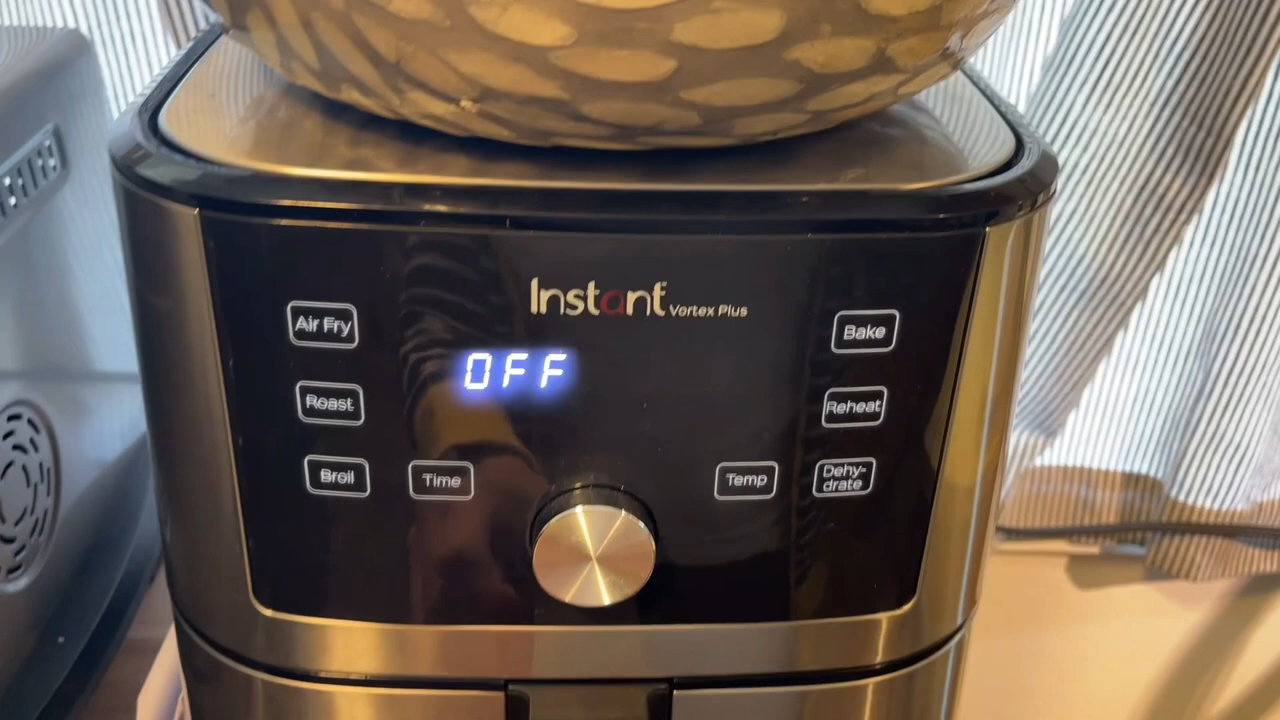 Instant Vortex Plus
Air Fry
Bake
OFF
Roast
Reheat
Broil
Time
Temp
Dehy-
drate